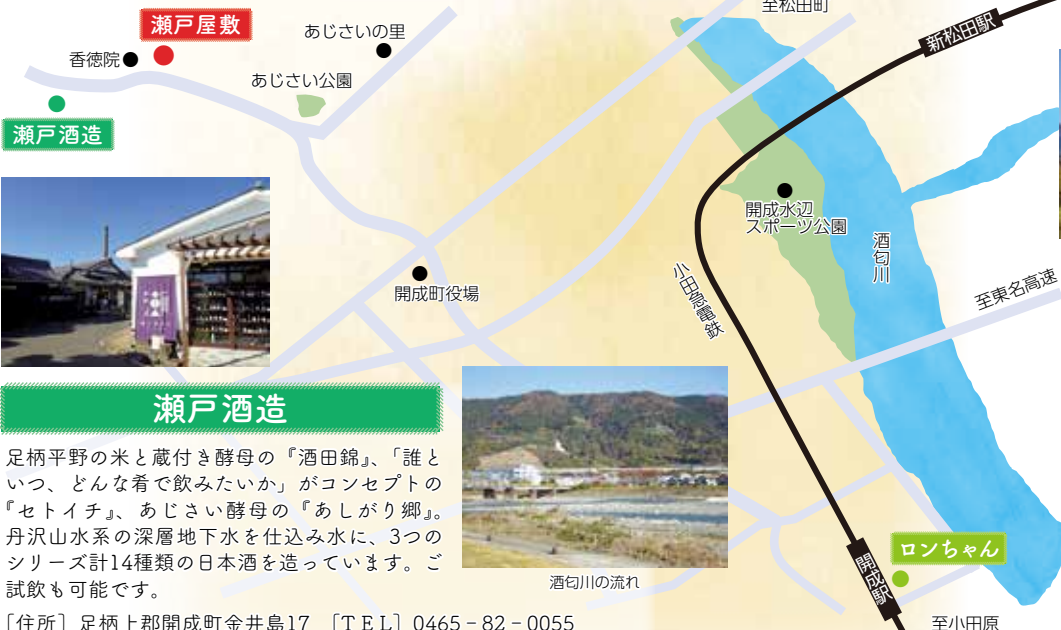 至松田町
瀬戸屋敷
あじさいの里
新松田駅
香徳院
あじさい公園
瀬戸酒造
開成水辺
スポーツ公園
酒匂川
開成町役場
小田急電鉄
至東名高速
瀬戸酒造
足柄平野の米と蔵付き酵母の『酒田錦』、「誰と
いつ、どんな肴で飲みたいか」がコンセプトの
『セトイチ』、あじさい酵母の『あしがり郷』。
丹沢山水系の深層地下水を仕込み水に、3つの
シリーズ計14種類の日本酒を造っています。ご
試飲も可能です。
[住所] 足柄上郡開成町金井島17 [TEL] 0465-82-0055
酒匂川の流れ
ロンちゃん
開成駅
至小田原